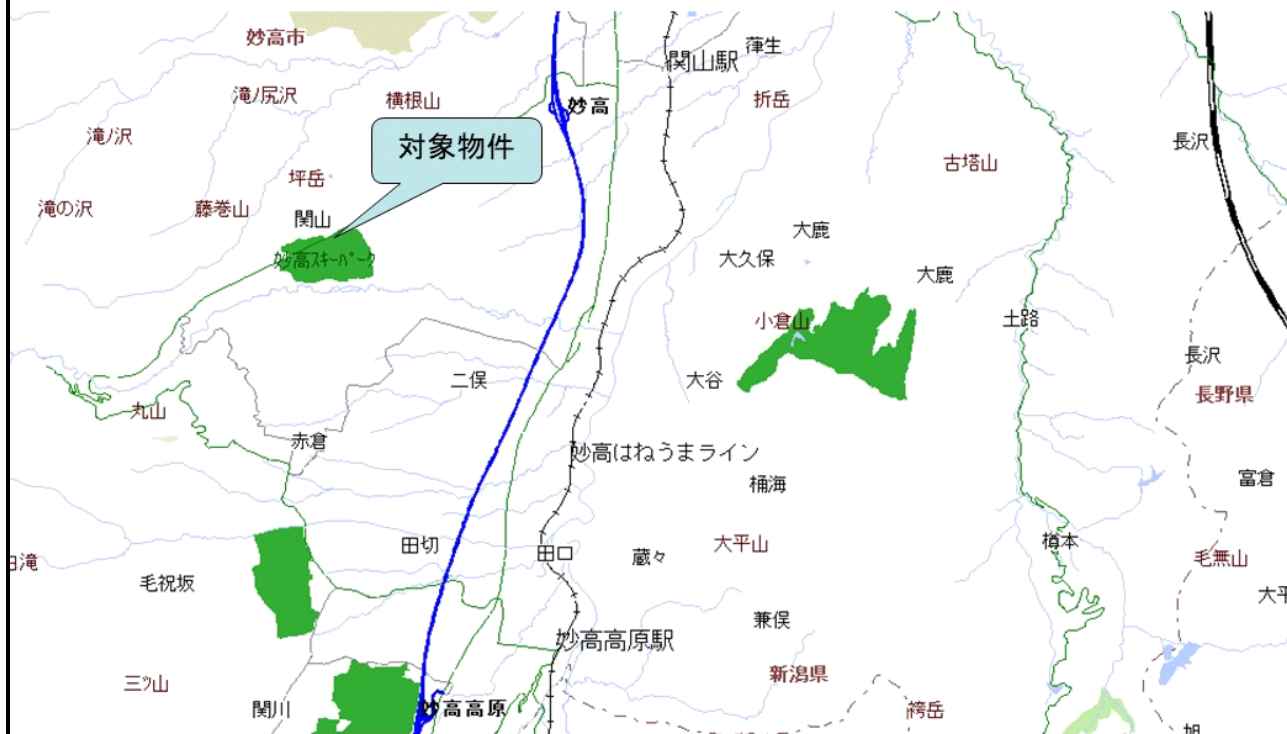 妙高市
関山駅
葎生
滝ノ尻沢
横根山
妙高
折岳
滝ノ沢
対象物件
長沢
古塔山
坪岳
滝の沢
藤巻山
関山
大鹿
大久保
大鹿
妙高スキーパーク
小倉山
土路
長沢
二俣
大谷
長野県
丸山
赤倉
妙高はねうまライン
桶海
富倉
田切
田口
蔵々
大平山
樽本
毛無山
毛祝坂
大平
兼俣
妙高高原駅
三ツ山
新潟県
関川
妙高高原
袴岳
旭